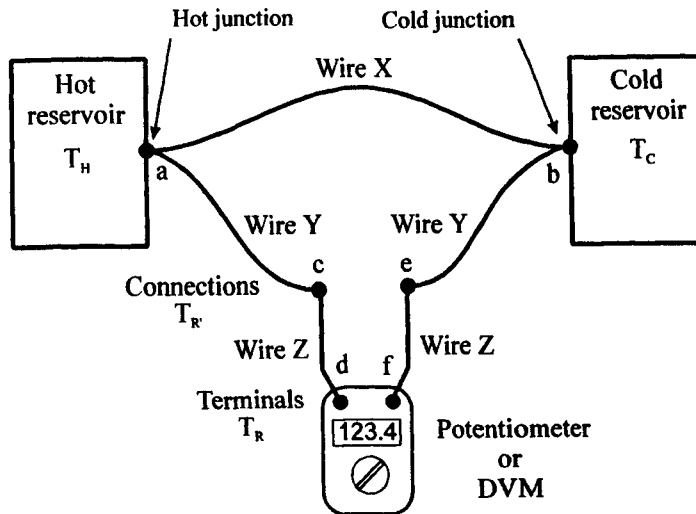 Hot junction
Cold junction
Hot
reservoir
T_H
Wire X
Cold
reservoir
T_C
a
b
Wire Y
Wire Y
c
e
Connections
T_R'
Wire Z
Wire Z
d
f
Terminals
T_R
123.4
Potentiometer
or
DVM